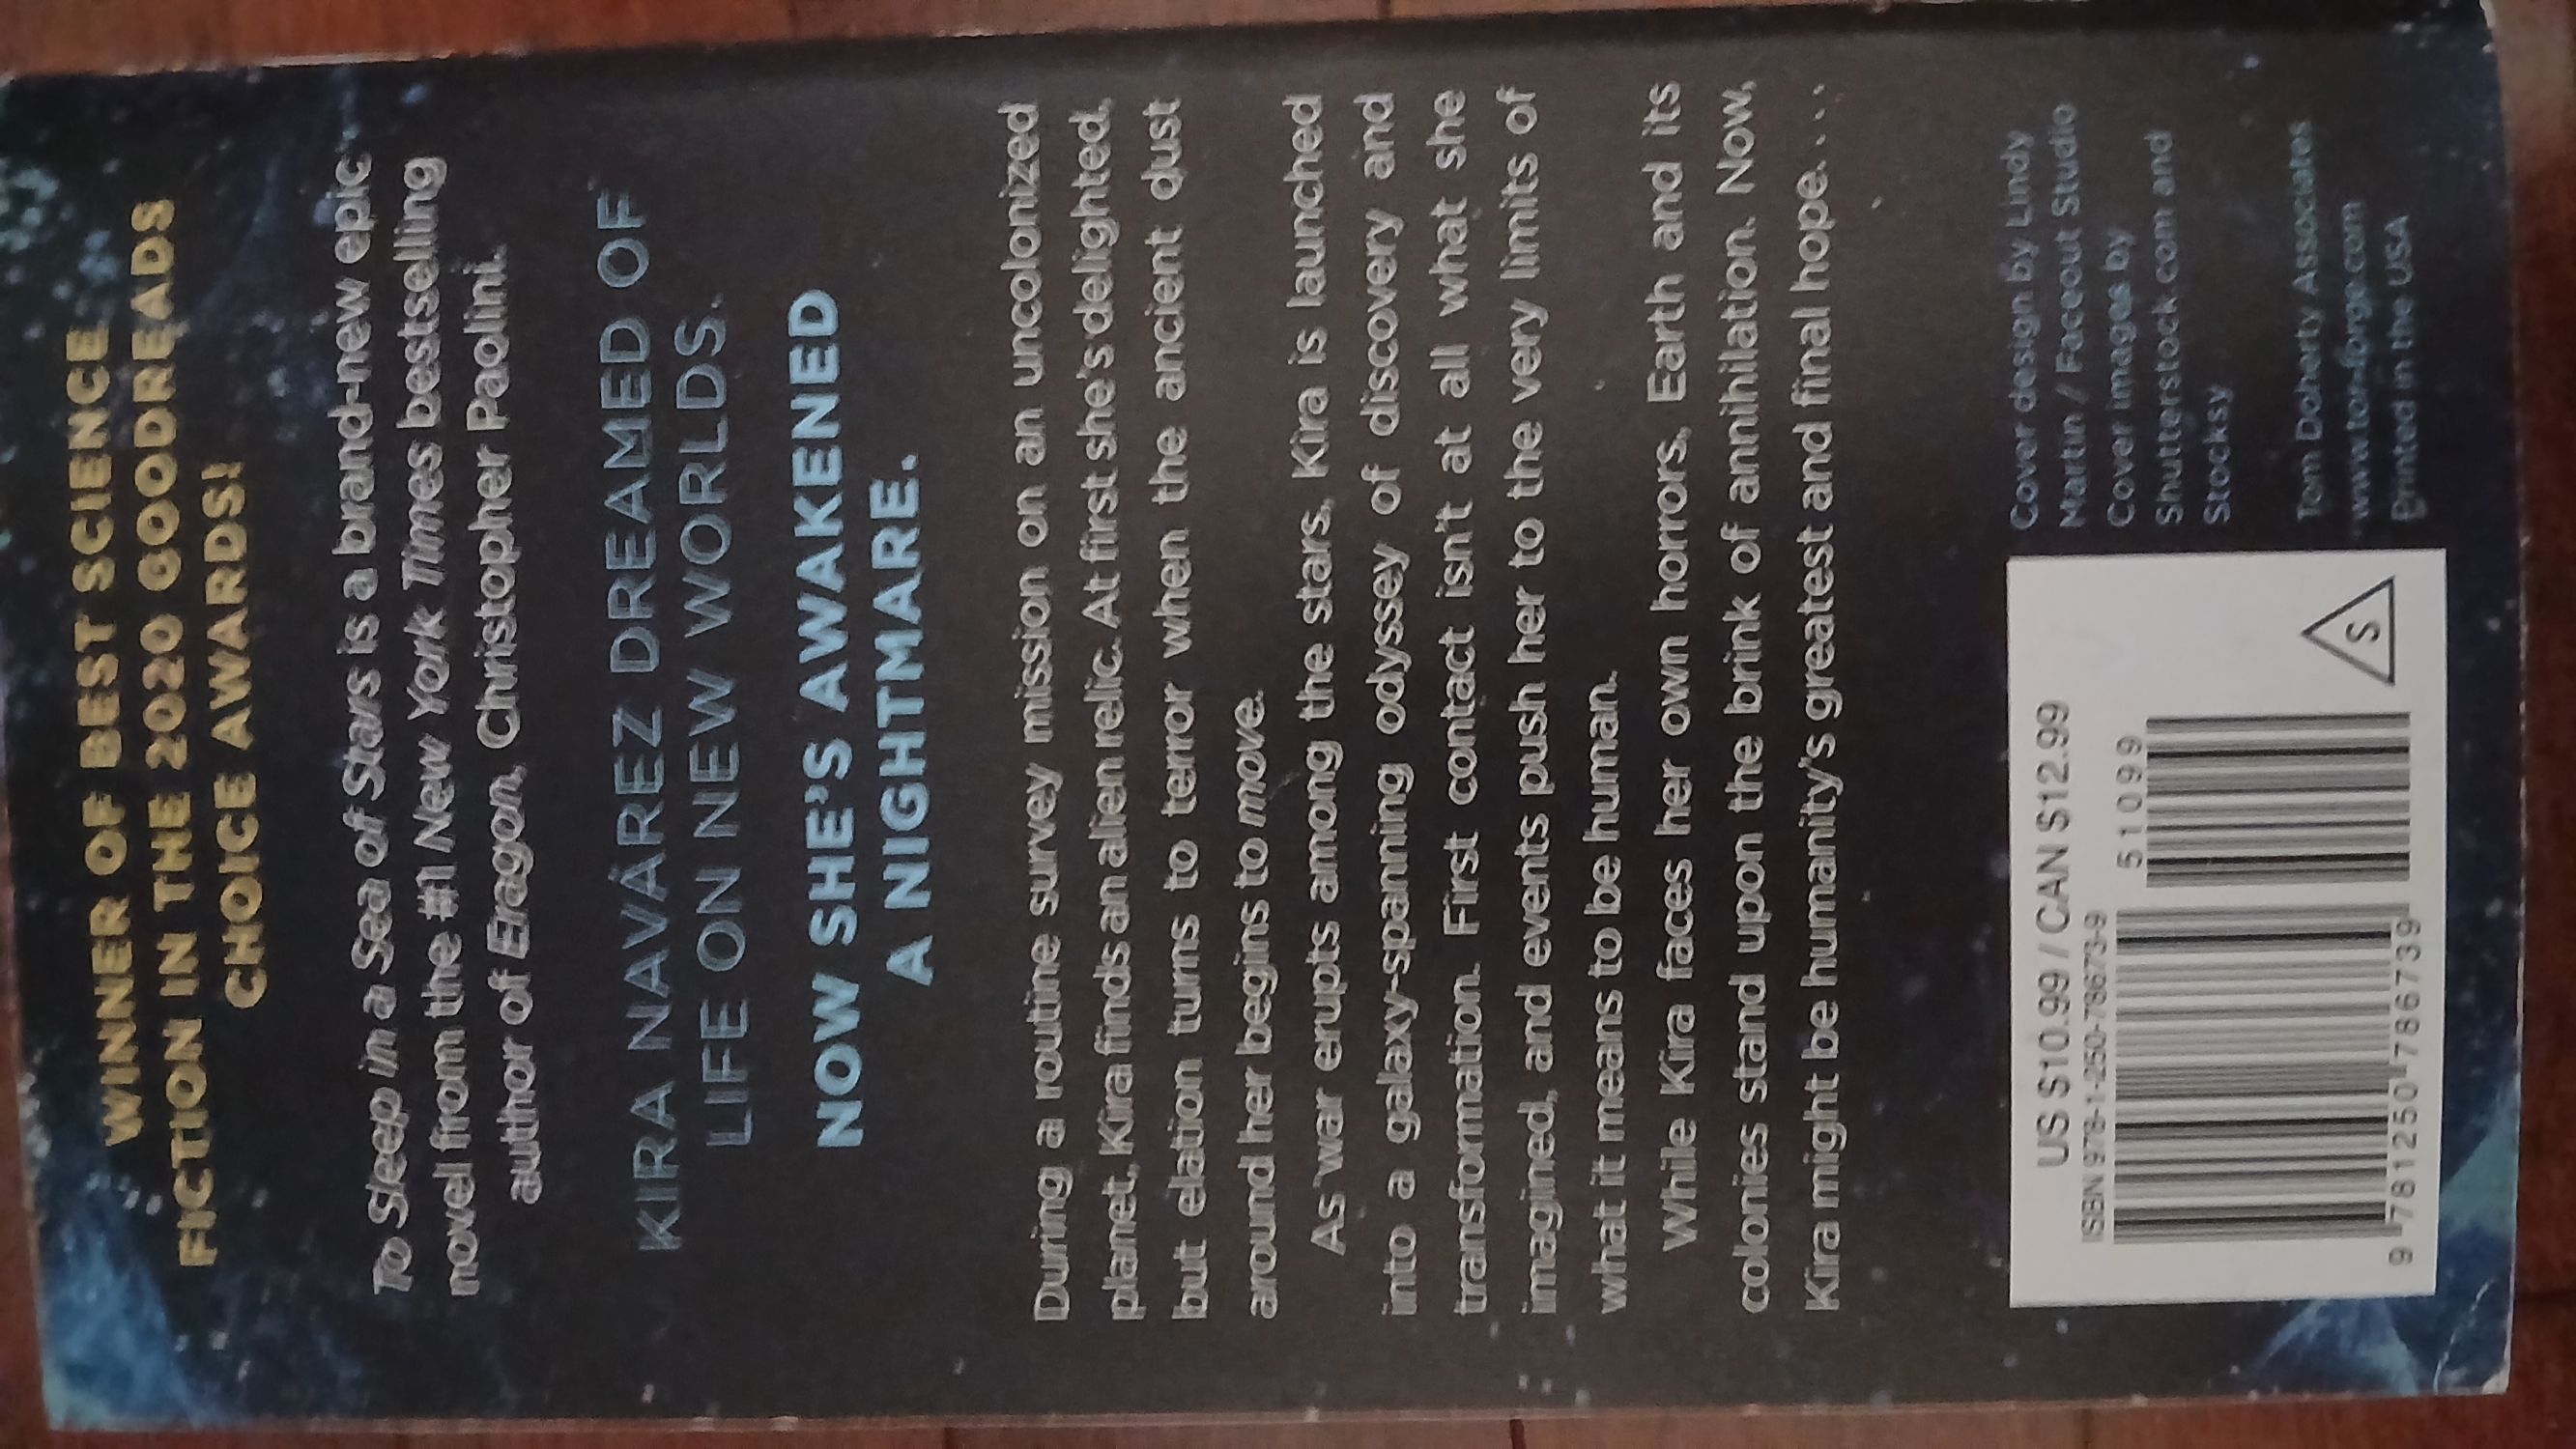 WINNER OF BEST SCIENCE
FICTION IN THE 2020 GOODREADS
CHOICE AWARDS!
To Sleep in a Sea of Stars is a brand-new epic
novel from the #1 New York Times bestselling
author of Eragon, Christopher Paolini.
KIRA NAVÁREZ DREAMED OF
LIFE ON NEW WORLDS.
NOW SHE'S AWAKENED
A NIGHTMARE.
During a routine survey mission on an uncolonized
planet, Kira finds an alien relic. At first she's delighted,
but elation turns to terror when the ancient dust
around her begins to move.
As war erupts among the stars, Kira is launched
into a galaxy-spanning odyssey of discovery and
transformation. First contact isn't at all what she
imagined, and events push her to the very limits of
what it means to be human.
While Kira faces her own horrors, Earth and its
colonies stand upon the brink of annihilation. Now,
Kira might be humanity's greatest and final hope. . . .
US $10.99 / CAN $12.99
ISBN 978-1-250-78673-9
51099
9 781250 786739
S
Cover design by Lindy
Martin / Faceout Studio
Cover images by
Shutterstock.com and
Stocksy
Tom Doherty Associates
www.tor-forge.com
Printed in the USA